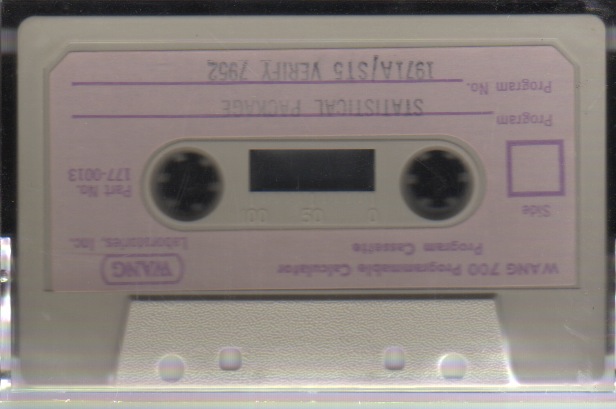 WANG 700 Programmable Calculator
Program Cassette
WANG
Laboratories, Inc.
Side
0 50 100
Part No.
177-0013
Program STATISTICAL PACKAGE
Program No. 1971A/ST5 VERIFY 7952